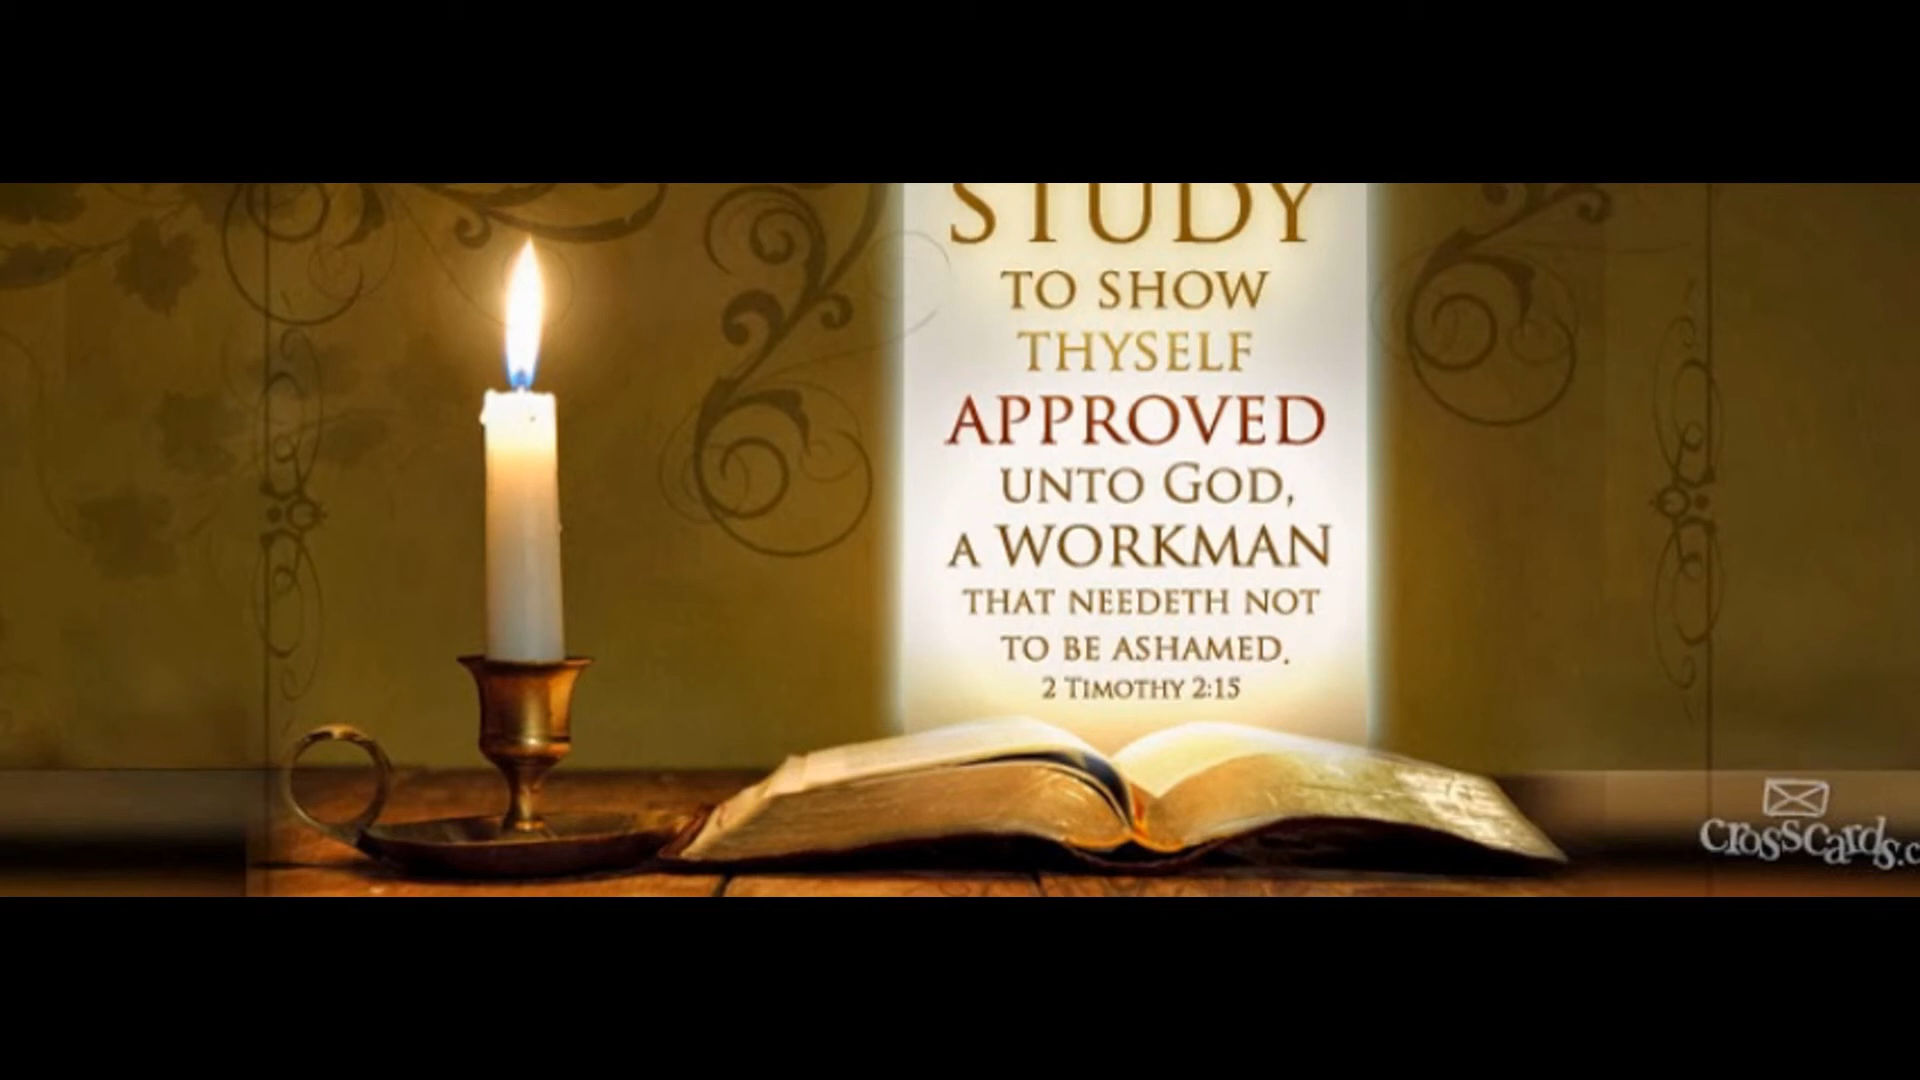 STUDY
TO SHOW
THYSELF
APPROVED
UNTO GOD,
A WORKMAN
THAT NEEDETH NOT
TO BE ASHAMED.
2 TIMOTHY 2:15
crosscards.c